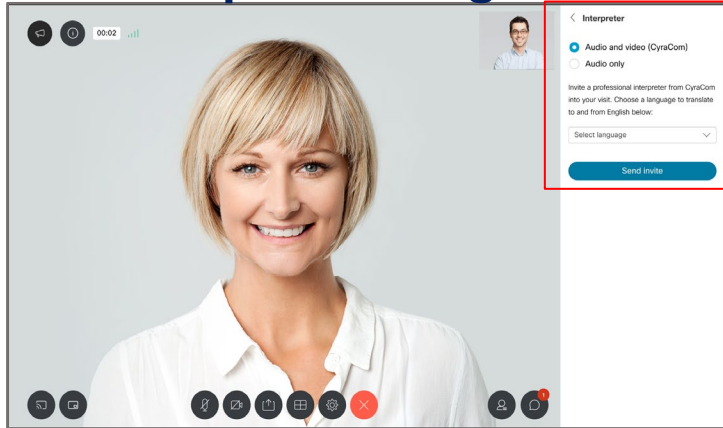 00:02
Interpreter
Audio and video (CyraCom)
Audio only
Invite a professional interpreter from CyraCom
into your visit. Choose a language to translate
to and from English below:
Select language
Send invite
1